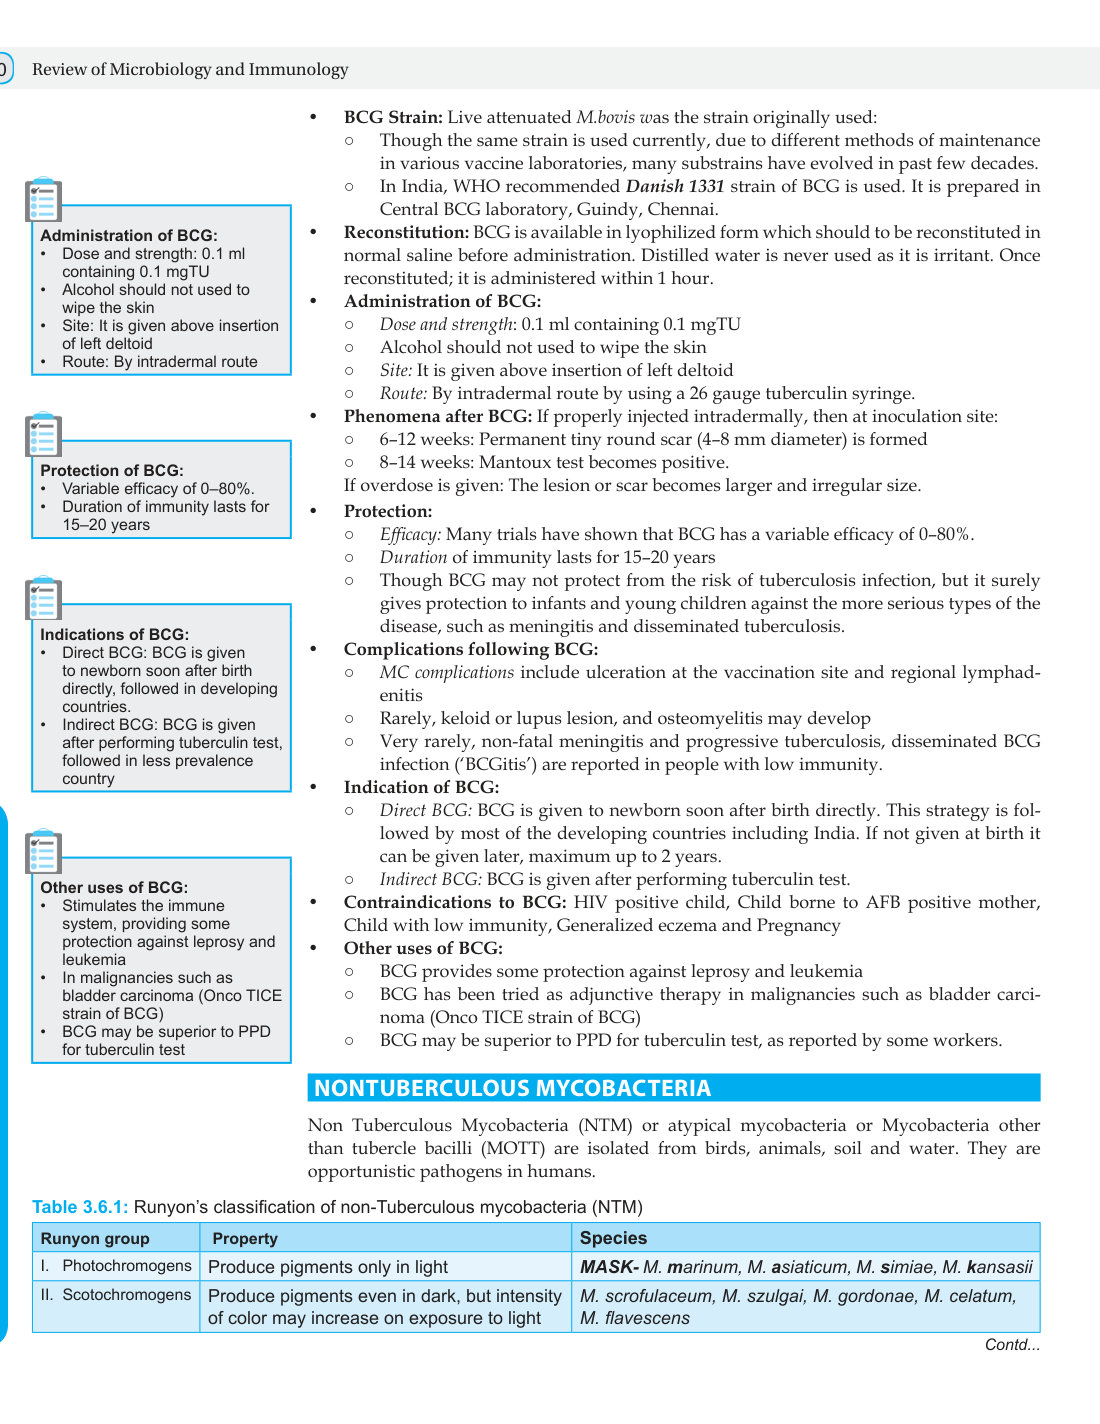 0 Review of Microbiology and Immunology
• BCG Strain: Live attenuated M.bovis was the strain originally used:
○ Though the same strain is used currently, due to different methods of maintenance
in various vaccine laboratories, many substrains have evolved in past few decades.
○ In India, WHO recommended Danish 1331 strain of BCG is used. It is prepared in
Central BCG laboratory, Guindy, Chennai.
• Reconstitution: BCG is available in lyophilized form which should to be reconstituted in
normal saline before administration. Distilled water is never used as it is irritant. Once
reconstituted; it is administered within 1 hour.
• Administration of BCG:
○ Dose and strength: 0.1 ml containing 0.1 mgTU
○ Alcohol should not used to wipe the skin
○ Site: It is given above insertion of left deltoid
○ Route: By intradermal route by using a 26 gauge tuberculin syringe.
• Phenomena after BCG: If properly injected intradermally, then at inoculation site:
○ 6–12 weeks: Permanent tiny round scar (4–8 mm diameter) is formed
○ 8–14 weeks: Mantoux test becomes positive.
If overdose is given: The lesion or scar becomes larger and irregular size.
• Protection:
○ Efficacy: Many trials have shown that BCG has a variable efficacy of 0–80%.
○ Duration of immunity lasts for 15–20 years
○ Though BCG may not protect from the risk of tuberculosis infection, but it surely
gives protection to infants and young children against the more serious types of the
disease, such as meningitis and disseminated tuberculosis.
• Complications following BCG:
○ MC complications include ulceration at the vaccination site and regional lymphad-
enitis
○ Rarely, keloid or lupus lesion, and osteomyelitis may develop
○ Very rarely, non-fatal meningitis and progressive tuberculosis, disseminated BCG
infection (‘BCGitis’) are reported in people with low immunity.
• Indication of BCG:
○ Direct BCG: BCG is given to newborn soon after birth directly. This strategy is fol-
lowed by most of the developing countries including India. If not given at birth it
can be given later, maximum up to 2 years.
○ Indirect BCG: BCG is given after performing tuberculin test.
• Contraindications to BCG: HIV positive child, Child borne to AFB positive mother,
Child with low immunity, Generalized eczema and Pregnancy
• Other uses of BCG:
○ BCG provides some protection against leprosy and leukemia
○ BCG has been tried as adjunctive therapy in malignancies such as bladder carci-
noma (Onco TICE strain of BCG)
○ BCG may be superior to PPD for tuberculin test, as reported by some workers.
Administration of BCG:
• Dose and strength: 0.1 ml
containing 0.1 mgTU
• Alcohol should not used to
wipe the skin
• Site: It is given above insertion
of left deltoid
• Route: By intradermal route
Protection of BCG:
• Variable efficacy of 0–80%.
• Duration of immunity lasts for
15–20 years
Indications of BCG:
• Direct BCG: BCG is given
to newborn soon after birth
directly, followed in developing
countries.
• Indirect BCG: BCG is given
after performing tuberculin test,
followed in less prevalence
country
Other uses of BCG:
• Stimulates the immune
system, providing some
protection against leprosy and
leukemia
• In malignancies such as
bladder carcinoma (Onco TICE
strain of BCG)
• BCG may be superior to PPD
for tuberculin test
NONTUBERCULOUS MYCOBACTERIA
Non Tuberculous Mycobacteria (NTM) or atypical mycobacteria or Mycobacteria other
than tubercle bacilli (MOTT) are isolated from birds, animals, soil and water. They are
opportunistic pathogens in humans.
Table 3.6.1: Runyon’s classification of non-Tuberculous mycobacteria (NTM)
Runyon group Property Species
I. Photochromogens Produce pigments only in light MASK- M. marinum, M. asiaticum, M. simiae, M. kansasii
II. Scotochromogens Produce pigments even in dark, but intensity M. scrofulaceum, M. szulgai, M. gordonae, M. celatum,
of color may increase on exposure to light M. flavescens
Contd...